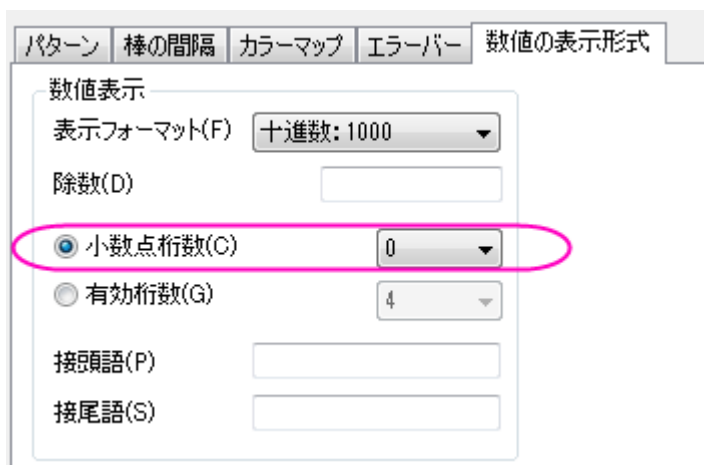 パターン 棒の間隔 カラーマップ エラーバー 数値の表示形式
数値表示
表示フォーマット(F) 十進数: 1000
除数(D)
小数点桁数(C) 0
有効桁数(G) 4
接頭語(P)
接尾語(S)